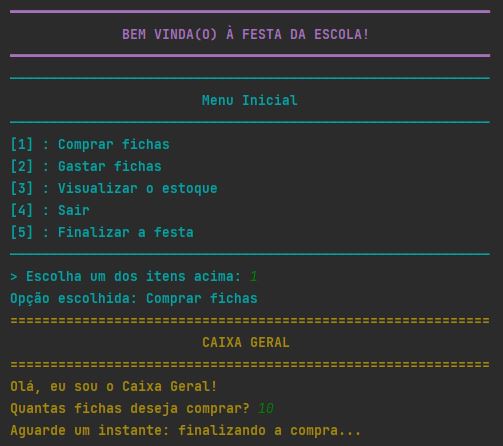 BEM VINDA(O) À FESTA DA ESCOLA!
Menu Inicial
[1] : Comprar fichas
[2] : Gastar fichas
[3] : Visualizar o estoque
[4] : Sair
[5] : Finalizar a festa
> Escolha um dos itens acima: 1
Opção escolhida: Comprar fichas
============================================================
CAIXA GERAL
============================================================
Olá, eu sou o Caixa Geral!
Quantas fichas deseja comprar? 10
Aguarde um instante: finalizando a compra...